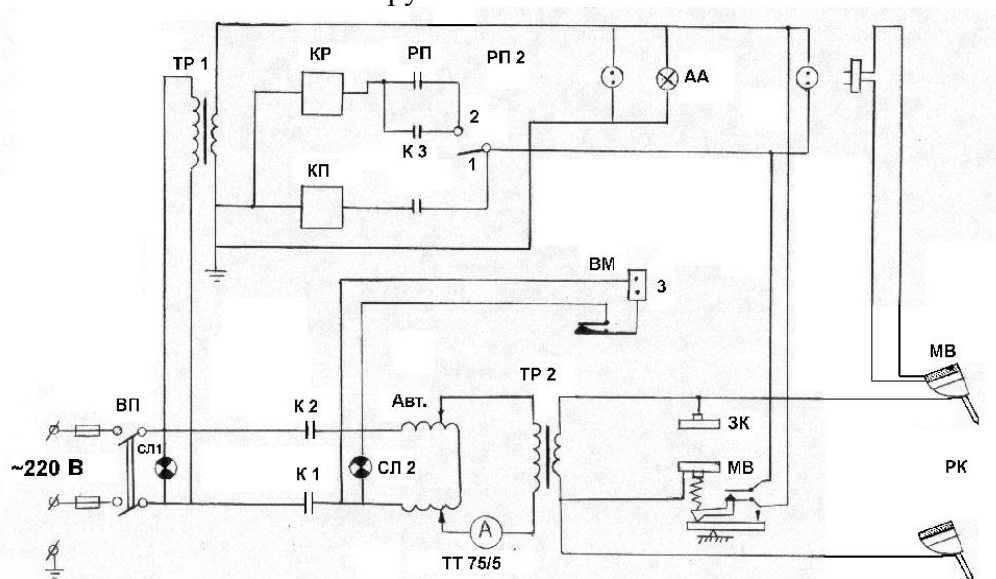 ру
ТР 1
КР
РП
РП 2
АА
2
К 3
1
КП
ВМ
3
МВ
ТР 2
ВП
К 2
Авт.
ЗК
СЛ1
~220 В
СЛ 2
МВ
РК
К 1
А
ТТ 75/5